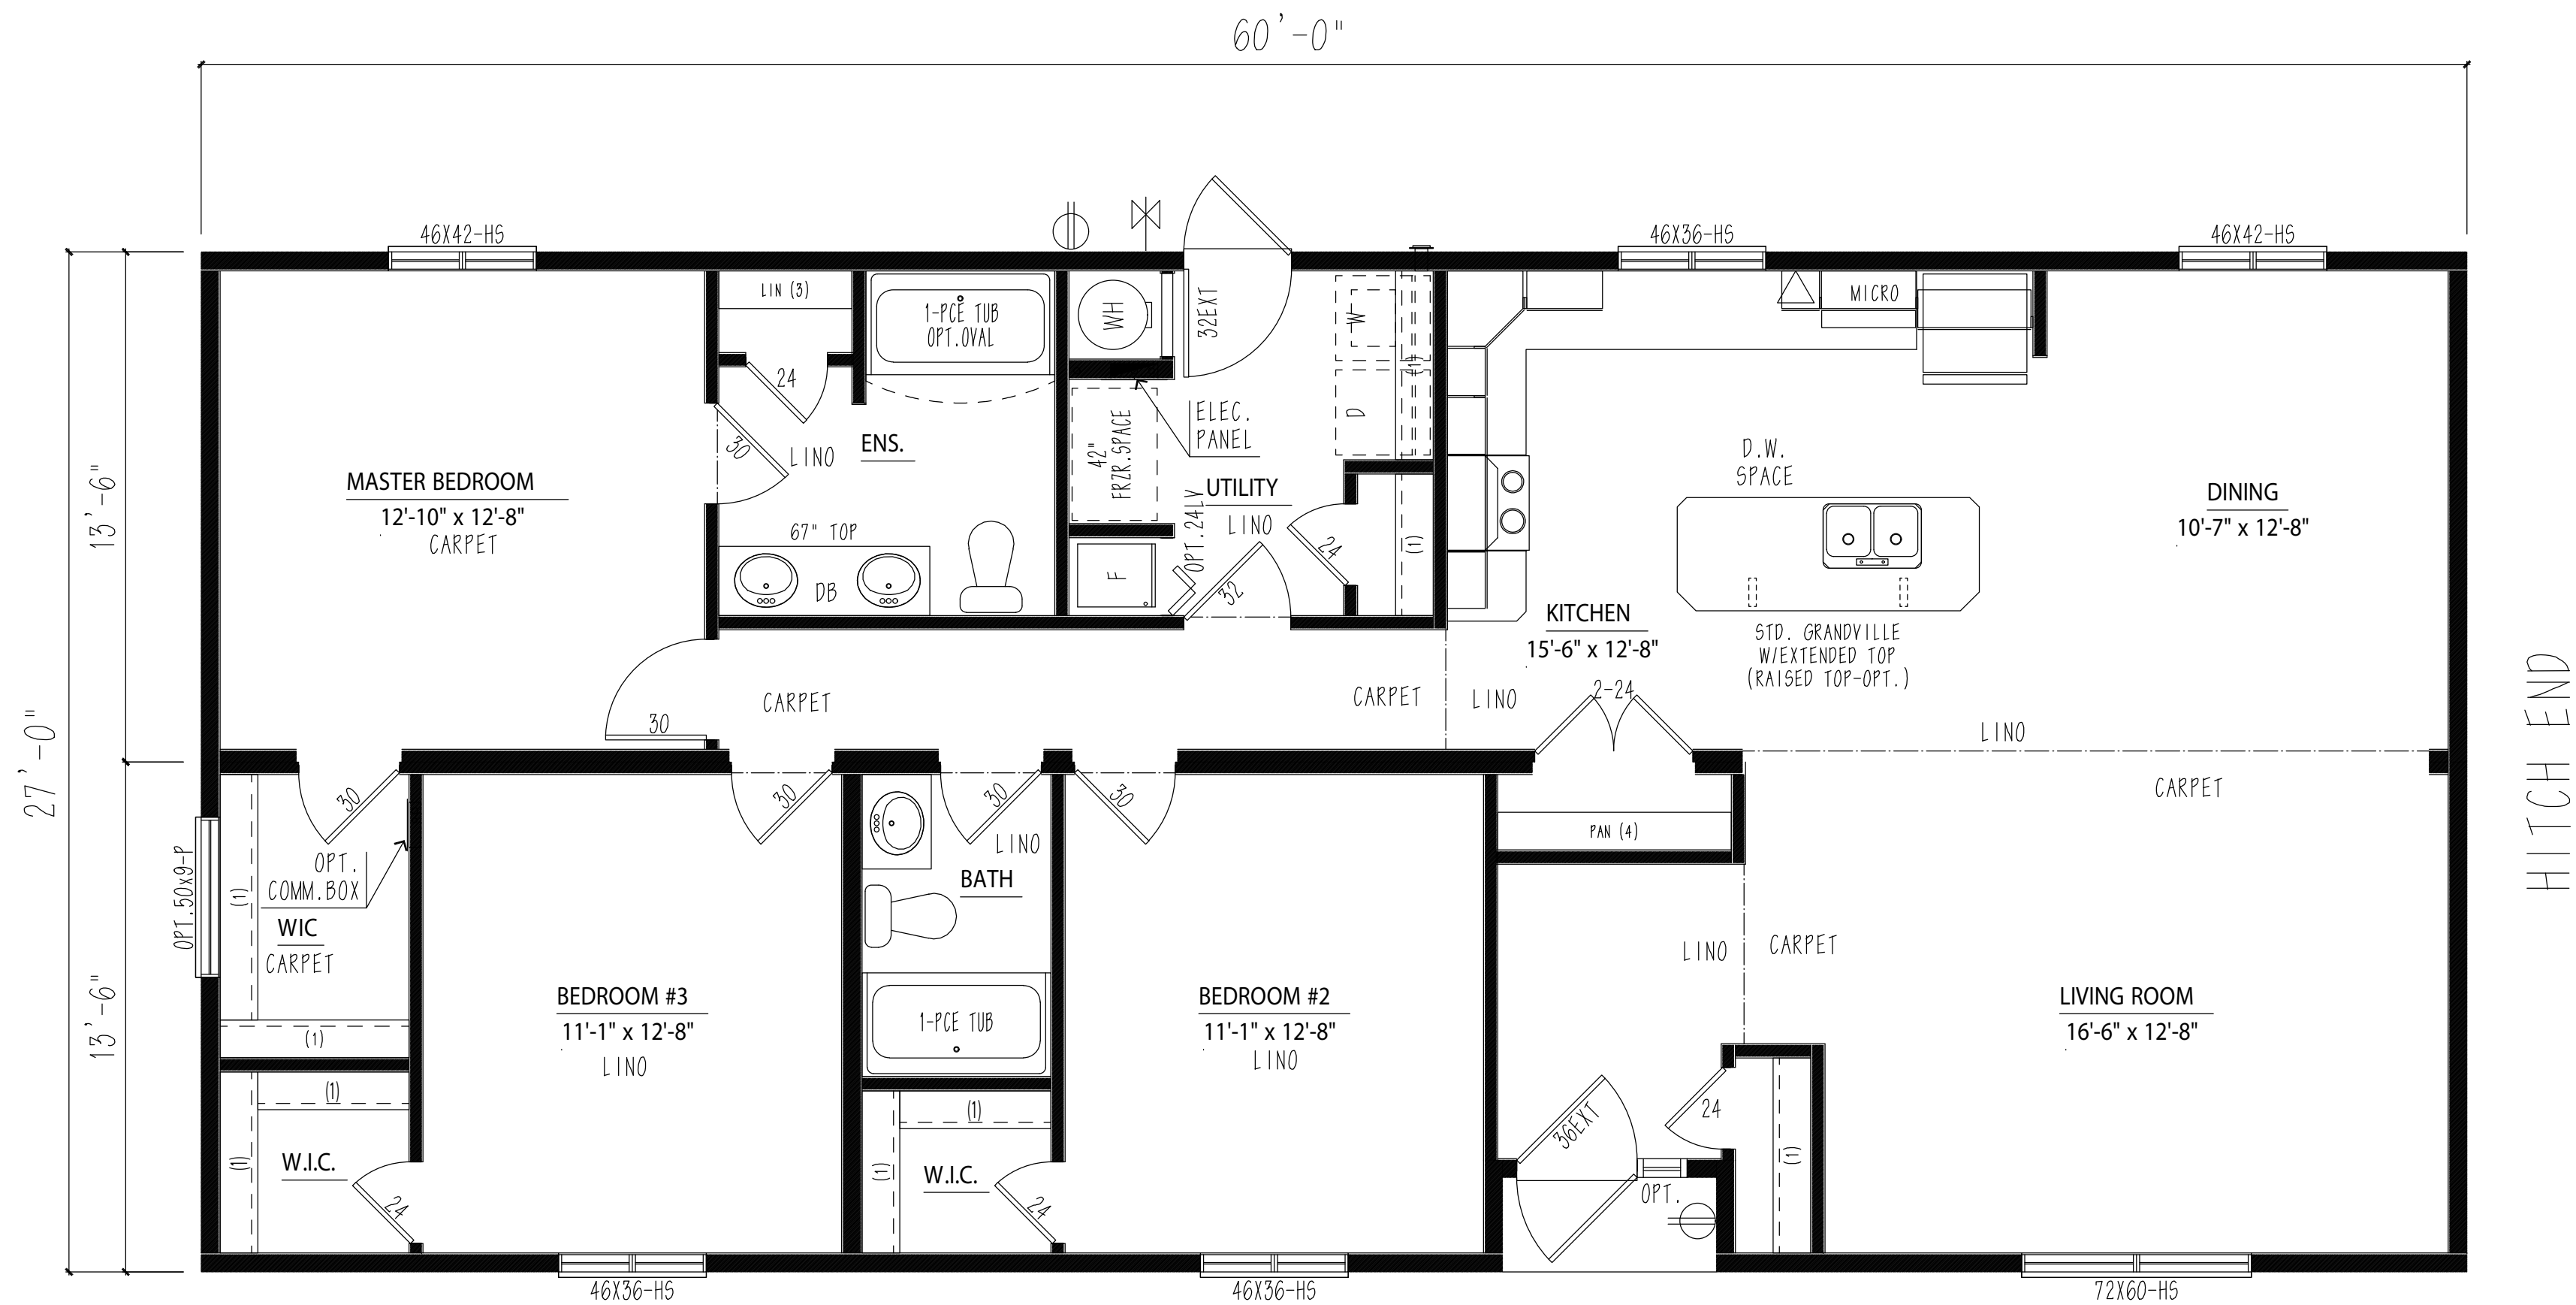 60'-0"
46X42-HS
46X36-HS
46X42-HS
LIN (3)
1-PCE TUB
OPT.OVAL
WH
32EXT
W
(1)
MICRO
24
D
ELEC.
PANEL
42"
FRZR.SPACE
30
LINO
ENS.
D.W.
SPACE
MASTER BEDROOM
12'-10" x 12'-8"
CARPET
13'-6"
UTILITY
LINO
OPT.24LV
DINING
10'-7" x 12'-8"
67" TOP
DB
F
32
24
(1)
KITCHEN
15'-6" x 12'-8"
STD. GRANDVILLE
W/EXTENDED TOP
(RAISED TOP-OPT.)
30
CARPET
CARPET
LINO
2-24
LINO
HITCH END
27'-0"
CARPET
30
30
30
30
OPT.
COMM.BOX
(1)
OPT.50x9-P
WIC
CARPET
(1)
LINO
BATH
PAN (4)
LINO
CARPET
13'-6"
BEDROOM #3
11'-1" x 12'-8"
LINO
1-PCE TUB
BEDROOM #2
11'-1" x 12'-8"
LINO
LIVING ROOM
16'-6" x 12'-8"
(1)
(1)
W.I.C.
24
(1)
(1)
W.I.C.
24
36EXT
24
(1)
OPT.
46X36-HS
46X36-HS
72X60-HS